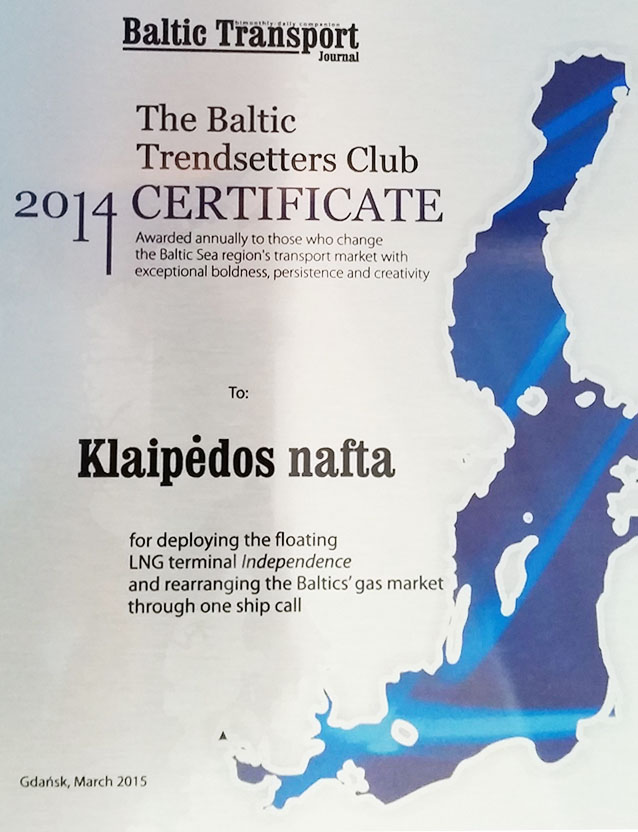 bimonthly-daily companion
Baltic Transport
Journal
The Baltic
Trendsetters Club
2014 CERTIFICATE
Awarded annually to those who change
the Baltic Sea region's transport market with
exceptional boldness, persistence and creativity
To:
Klaipėdos nafta
for deploying the floating
LNG terminal Independence
and rearranging the Baltics' gas market
through one ship call
Gdańsk, March 2015